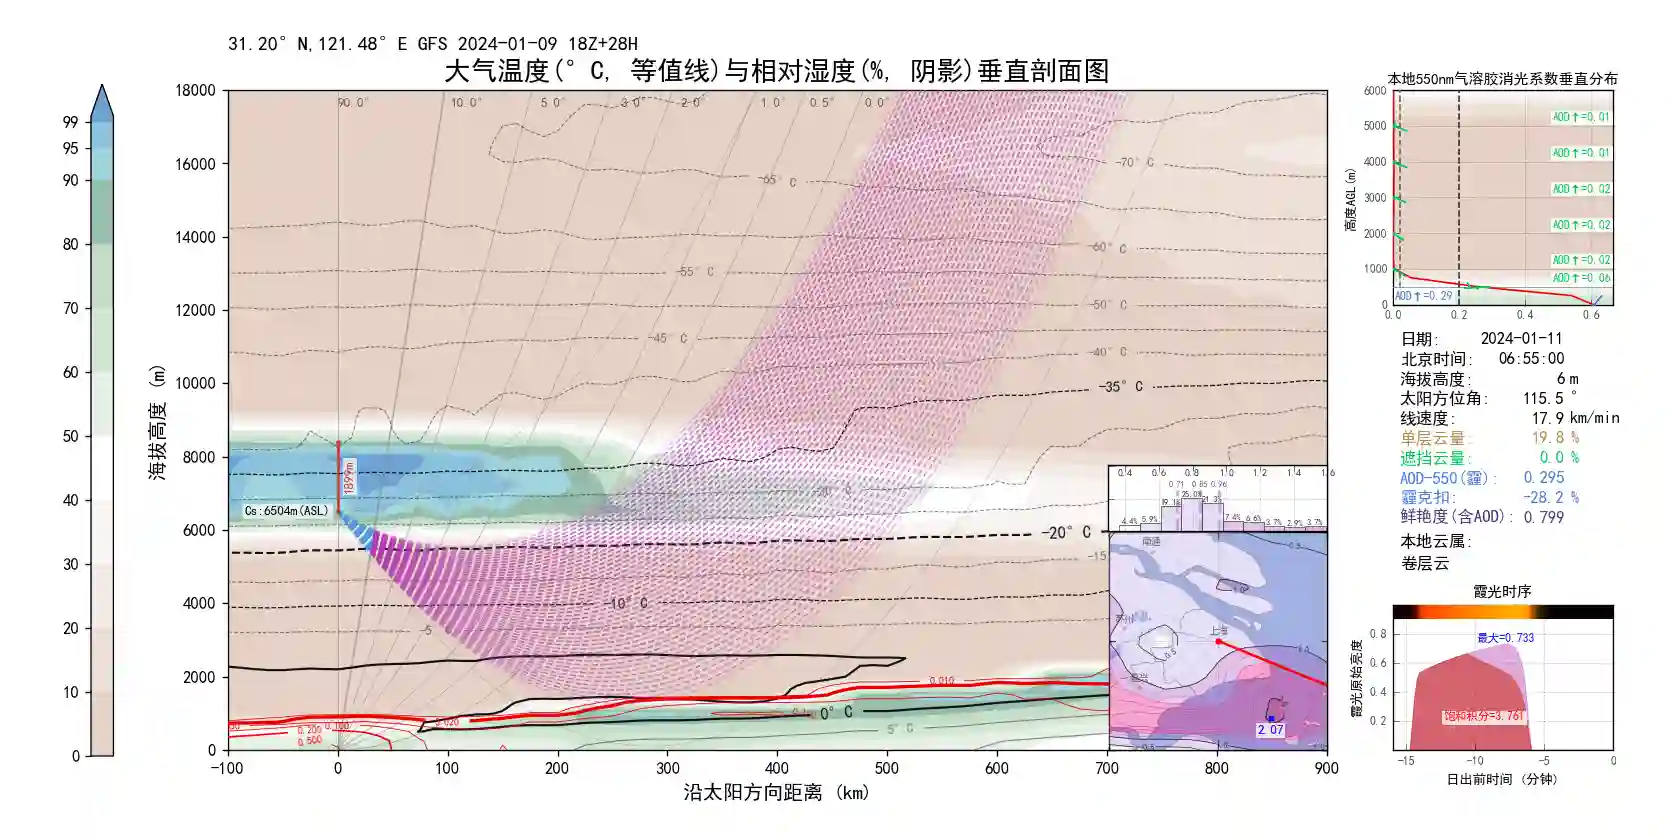 31.20°N,121.48°E GFS 2024-01-09 18Z+28H
大气温度(°C, 等值线)与相对湿度(%, 阴影)垂直剖面图
99
95
90
80
70
60
50
40
30
20
10
0
海拔高度 (m)
18000
16000
14000
12000
10000
8000
6000
4000
2000
0
90.0° 10.0° 5.0° 3.0° 2.0° 1.0° 0.5° 0.0°
-70°C
-65°C
-60°C
-55°C
-50°C
-45°C
-40°C
-35°C
-30°C
-20°C
-15
-10°C
-5
0°C
5°C
1899m
Cs:6504m(ASL)
0.010
0.020
0.100
0.200
0.500
-100 0 100 200 300 400 500 600 700 800 900
沿太阳方向距离 (km)
0.4 0.6 0.8 1.0 1.2 1.4 1.6
0.71 0.85 0.96
4.4% 5.9% 19.1% 25.0% 21.3% 7.4% 6.6% 3.7% 2.9% 3.7%
南通
苏州
上海
嘉兴
0.5
1.0
2.07
本地550nm气溶胶消光系数垂直分布
高度AGL(m)
6000
5000
4000
3000
2000
1000
0
AOD↑=0.01
AOD↑=0.01
AOD↑=0.02
AOD↑=0.02
AOD↑=0.02
AOD↑=0.06
AOD↑=0.29
0.0 0.2 0.4 0.6
日期: 2024-01-11
北京时间: 06:55:00
海拔高度: 6 m
太阳方位角: 115.5 °
线速度: 17.9 km/min
单层云量: 19.8 %
遮挡云量: 0.0 %
AOD-550(霾): 0.295
霾克扣: -28.2 %
鲜艳度(含AOD): 0.799
本地云属:
卷层云
霞光时序
霞光原始亮度
0.8
0.6
0.4
0.2
最大=0.733
饱和积分=3.761
-15 -10 -5 0
日出前时间 (分钟)